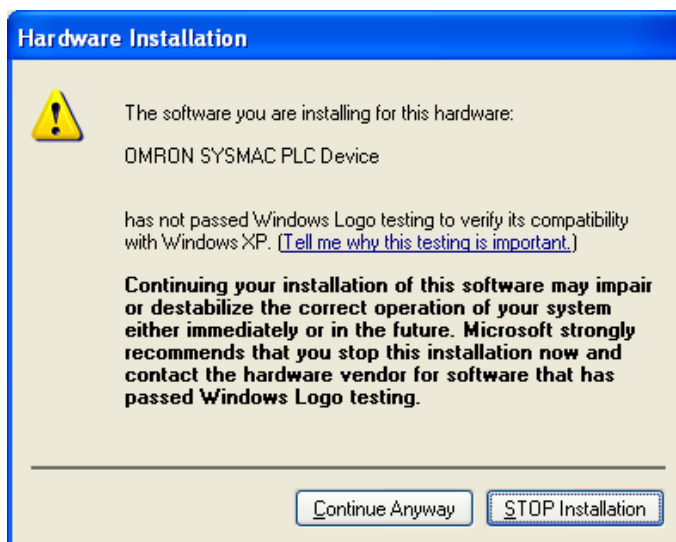 Hardware Installation
The software you are installing for this hardware:
OMRON SYSMAC PLC Device
has not passed Windows Logo testing to verify its compatibility
with Windows XP. (Tell me why this testing is important.)
Continuing your installation of this software may impair
or destabilize the correct operation of your system
either immediately or in the future. Microsoft strongly
recommends that you stop this installation now and
contact the hardware vendor for software that has
passed Windows Logo testing.
Continue Anyway
STOP Installation